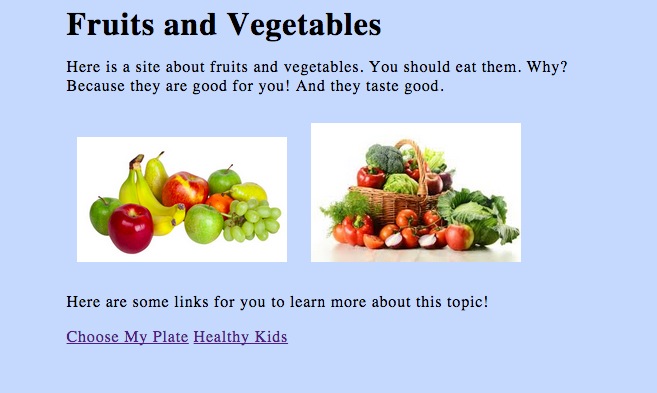 Fruits and Vegetables
Here is a site about fruits and vegetables. You should eat them. Why?
Because they are good for you! And they taste good.
Here are some links for you to learn more about this topic!
Choose My Plate Healthy Kids